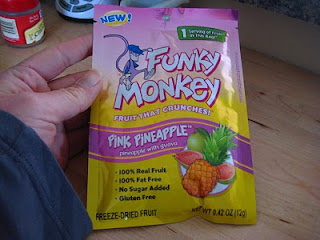 NEW!
1 Serving of Fruit
in This Bag!
FUNKY
MONKEY
FRUIT THAT CRUNCHES!
PINK PINEAPPLE™
pineapple with guava
• 100% Real Fruit
• 100% Fat Free
• No Sugar Added
• Gluten Free
FREEZE-DRIED FRUIT
NET WT. 0.42 OZ (12g)